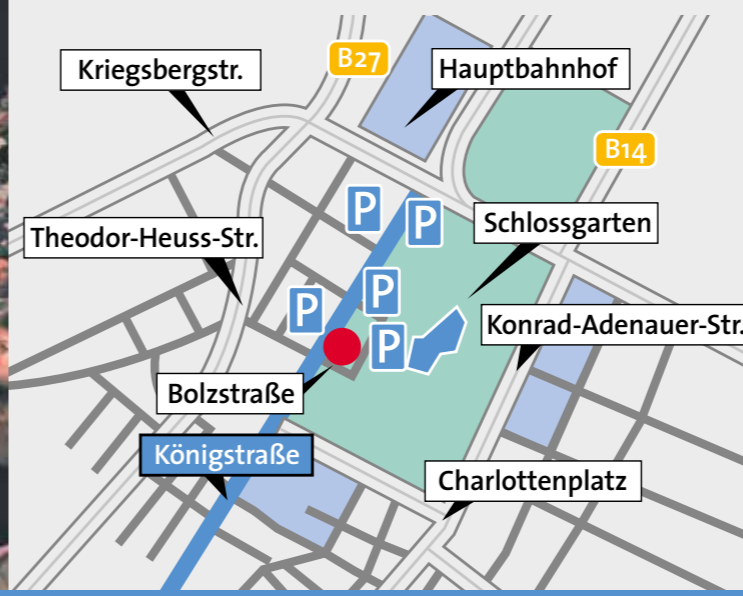 B27
Kriegsbergstr.
Hauptbahnhof
B14
P
P
Schlossgarten
Theodor-Heuss-Str.
P
P
Konrad-Adenauer-Str.
P
Bolzstraße
Königstraße
Charlottenplatz